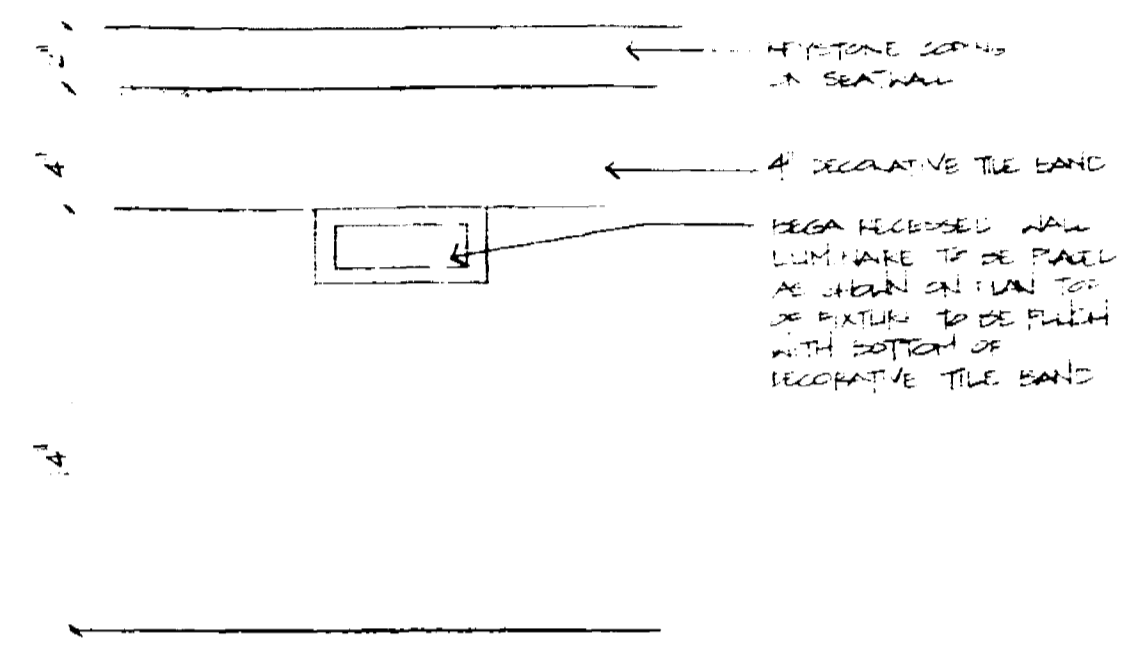 KEYSTONE COPING
ON SEATWALL
4" DECORATIVE TILE BAND
BEGA RECESSED WALL
LUMINAIRE TO BE PLACED
AS SHOWN ON PLAN TOP
OF FIXTURE TO BE FLUSH
WITH BOTTOM OF
DECORATIVE TILE BAND
4"